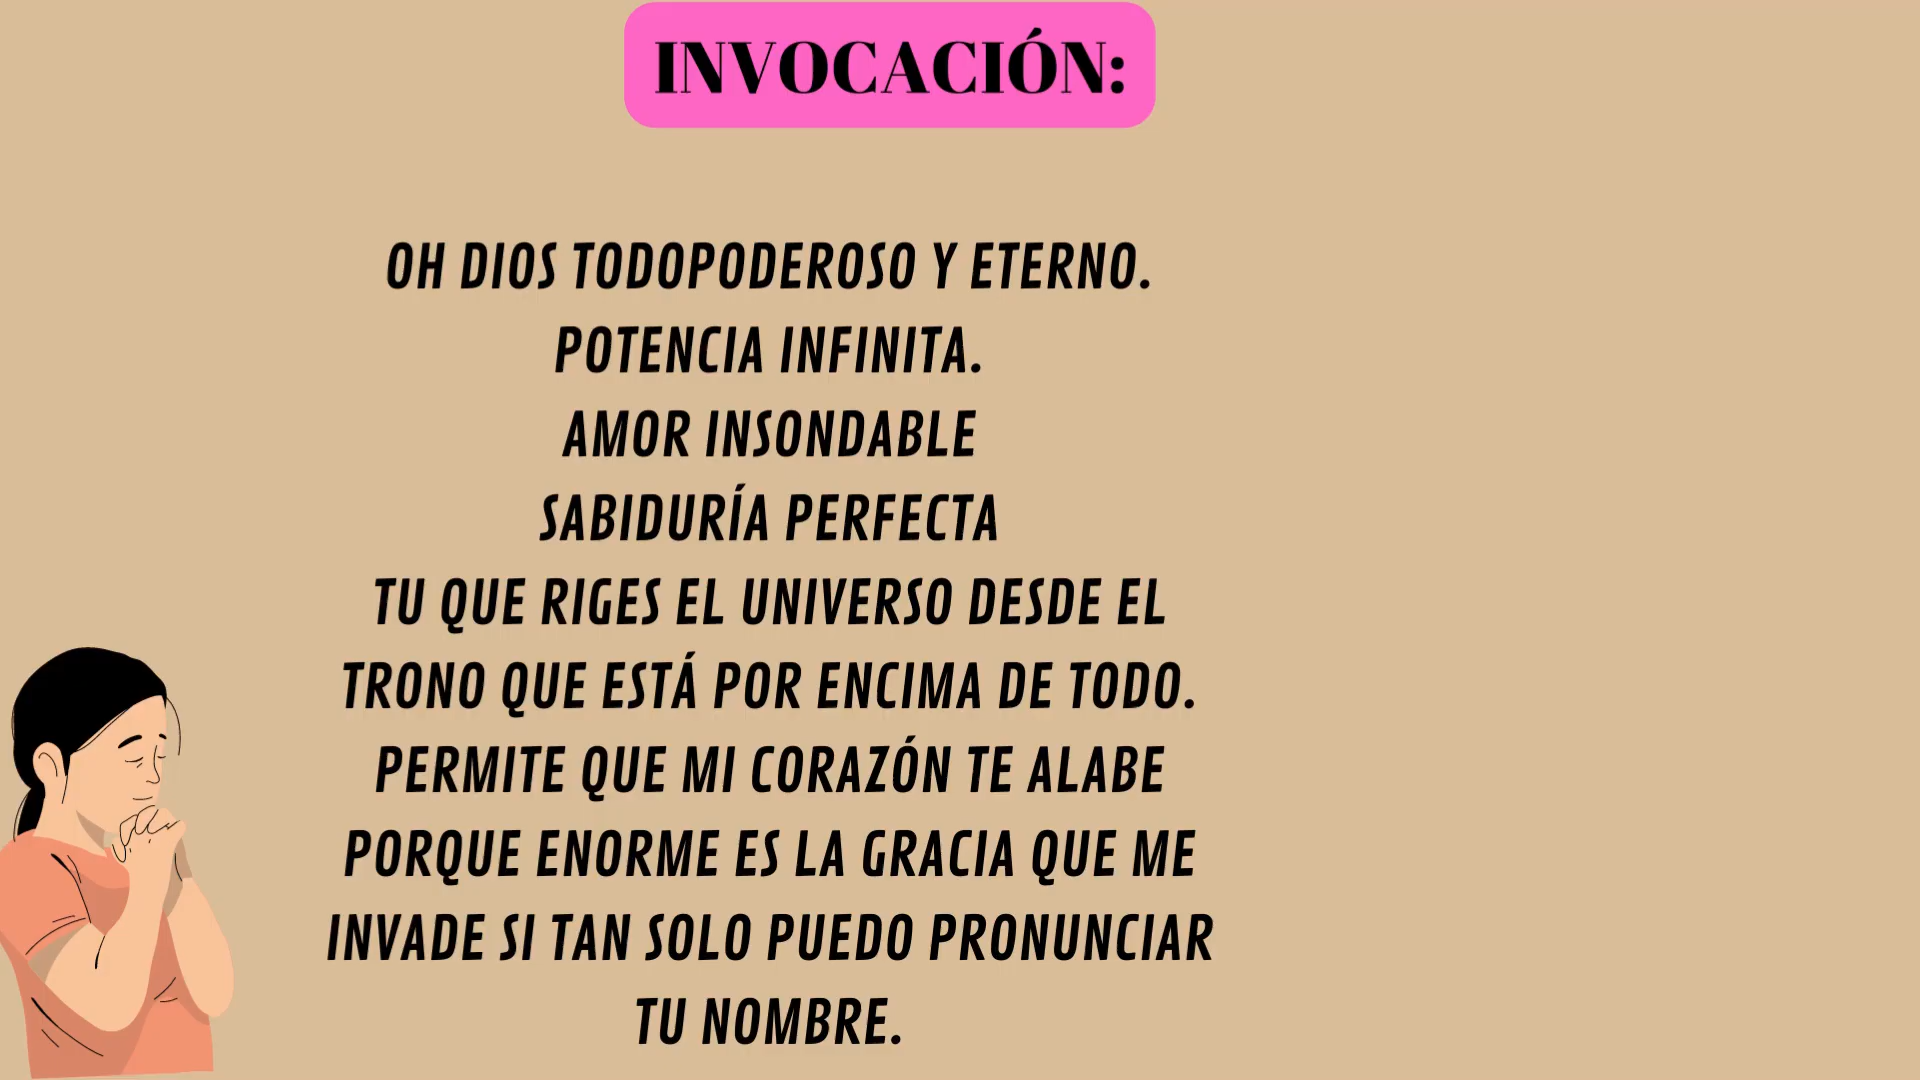 INVOCACIÓN:
OH DIOS TODOPODEROSO Y ETERNO.
POTENCIA INFINITA.
AMOR INSONDABLE
SABIDURÍA PERFECTA
TU QUE RIGES EL UNIVERSO DESDE EL
TRONO QUE ESTÁ POR ENCIMA DE TODO.
PERMITE QUE MI CORAZÓN TE ALABE
PORQUE ENORME ES LA GRACIA QUE ME
INVADE SI TAN SOLO PUEDO PRONUNCIAR
TU NOMBRE.